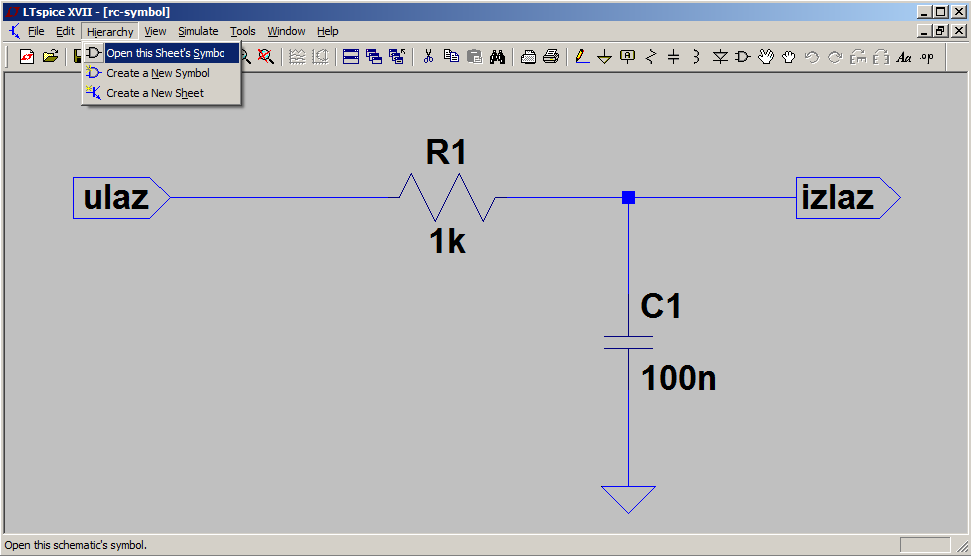 LTspice XVII - [rc-symbol]
File Edit Hierarchy View Simulate Tools Window Help
Open this Sheet's Symbo
Create a New Symbol
Create a New Sheet
A Aa .op
R1
ulaz
izlaz
1k
C1
100n
Open this schematic's symbol.